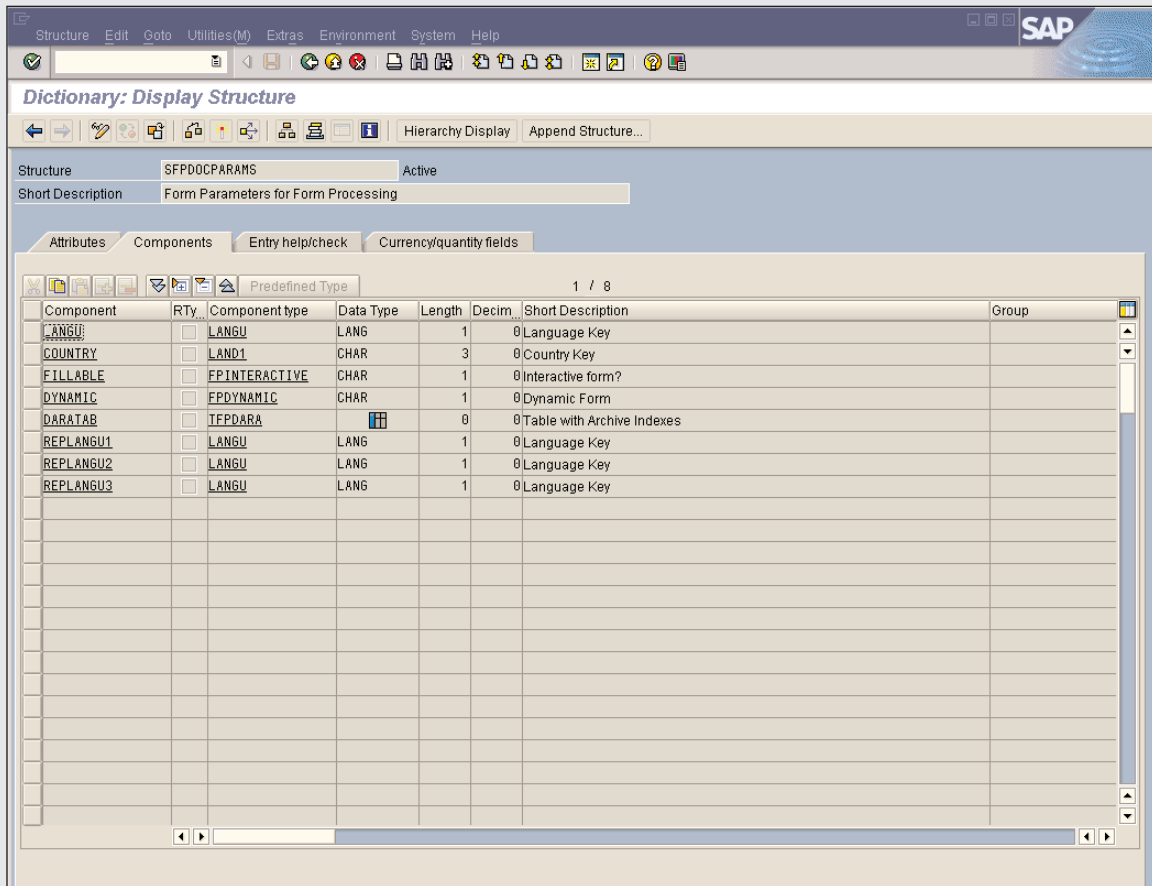 Structure Edit Goto Utilities(M) Extras Environment System Help
SAP
Dictionary: Display Structure
Hierarchy Display Append Structure...
Structure SFPDOCPARAMS Active
Short Description Form Parameters for Form Processing
Attributes Components Entry help/check Currency/quantity fields
Predefined Type 1 / 8
Component RTy... Component type Data Type Length Decim... Short Description Group
LANGU LANGU LANG 1 0 Language Key
COUNTRY LAND1 CHAR 3 0 Country Key
FILLABLE FPINTERACTIVE CHAR 1 0 Interactive form?
DYNAMIC FPDYNAMIC CHAR 1 0 Dynamic Form
DARATAB TFPDARA 0 0 Table with Archive Indexes
REPLANGU1 LANGU LANG 1 0 Language Key
REPLANGU2 LANGU LANG 1 0 Language Key
REPLANGU3 LANGU LANG 1 0 Language Key